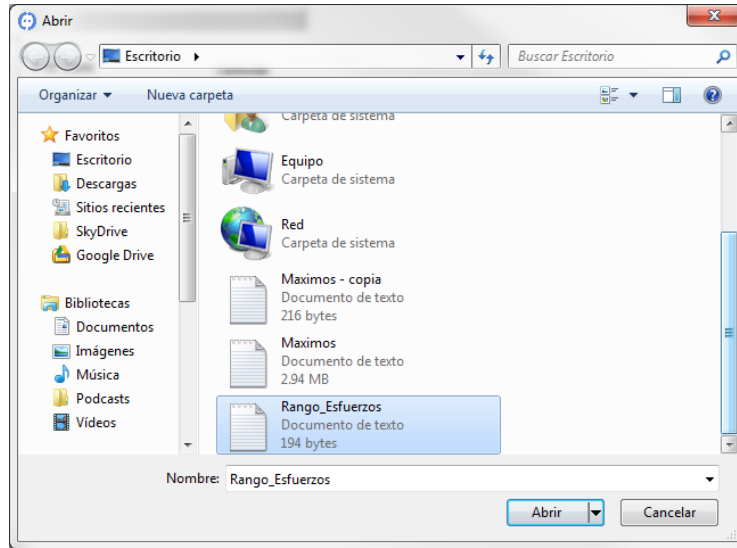 Abrir
Escritorio
Buscar Escritorio
Organizar
Nueva carpeta
Favoritos
Escritorio
Descargas
Sitios recientes
SkyDrive
Google Drive
Bibliotecas
Documentos
Imágenes
Música
Podcasts
Vídeos
Carpeta de sistema
Equipo
Carpeta de sistema
Red
Carpeta de sistema
Maximos - copia
Documento de texto
216 bytes
Maximos
Documento de texto
2.94 MB
Rango_Esfuerzos
Documento de texto
194 bytes
Nombre: Rango_Esfuerzos
Abrir
Cancelar